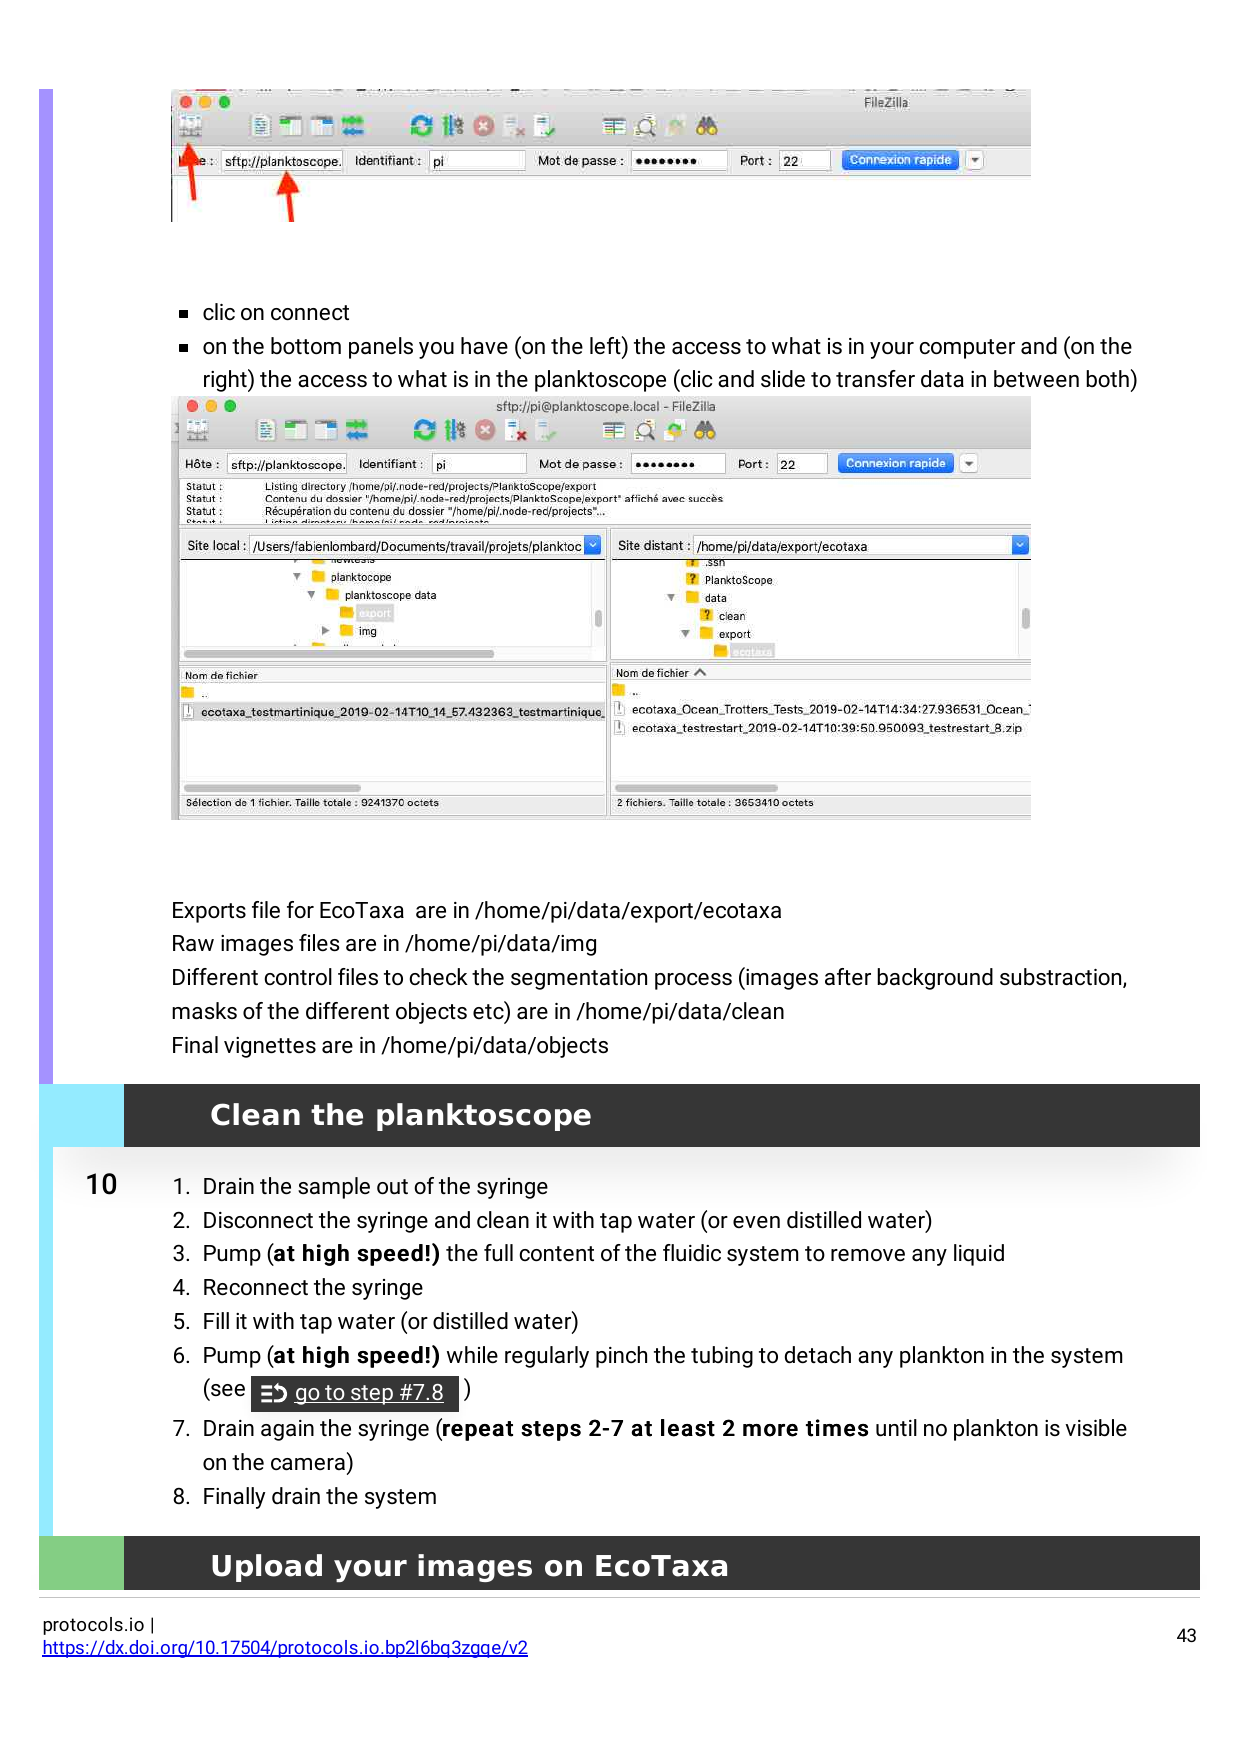 FileZilla
sftp://planktoscope. Identifiant : pi Mot de passe : ●●●●●●●● Port : 22 Connexion rapide
▪ clic on connect
▪ on the bottom panels you have (on the left) the access to what is in your computer and (on the
right) the access to what is in the planktoscope (clic and slide to transfer data in between both)
sftp://pi@planktoscope.local - FileZilla
Hôte : sftp://planktoscope. Identifiant : pi Mot de passe : ●●●●●●●● Port : 22 Connexion rapide
Statut : Listing directory /home/pi/.node-red/projects/PlanktoScope/export
Statut : Contenu du dossier "/home/pi/.node-red/projects/PlanktoScope/export" affiché avec succès
Statut : Récupération du contenu du dossier "/home/pi/.node-red/projects"...
Statut : Listing directory /home/pi/.node-red/projects
Site local : /Users/fabienlombard/Documents/travail/projets/planktoc
Site distant : /home/pi/data/export/ecotaxa
planktocope
planktoscope data
export
img
.ssh
PlanktoScope
data
clean
export
ecotaxa
Nom de fichier
..
ecotaxa_testmartinique_2019-02-14T10_14_57.432363_testmartinique_
Sélection de 1 fichier. Taille totale : 9241370 octets
Nom de fichier
..
ecotaxa_Ocean_Trotters_Tests_2019-02-14T14:34:27.936531_Ocean_
ecotaxa_testrestart_2019-02-14T10:39:50.950093_testrestart_8.zip
2 fichiers. Taille totale : 3653410 octets
Exports file for EcoTaxa are in /home/pi/data/export/ecotaxa
Raw images files are in /home/pi/data/img
Different control files to check the segmentation process (images after background substraction,
masks of the different objects etc) are in /home/pi/data/clean
Final vignettes are in /home/pi/data/objects
Clean the planktoscope
10
1. Drain the sample out of the syringe
2. Disconnect the syringe and clean it with tap water (or even distilled water)
3. Pump (at high speed!) the full content of the fluidic system to remove any liquid
4. Reconnect the syringe
5. Fill it with tap water (or distilled water)
6. Pump (at high speed!) while regularly pinch the tubing to detach any plankton in the system
(see go to step #7.8 )
7. Drain again the syringe (repeat steps 2-7 at least 2 more times until no plankton is visible
on the camera)
8. Finally drain the system
Upload your images on EcoTaxa
protocols.io |
https://dx.doi.org/10.17504/protocols.io.bp2l6bq3zgqe/v2
43